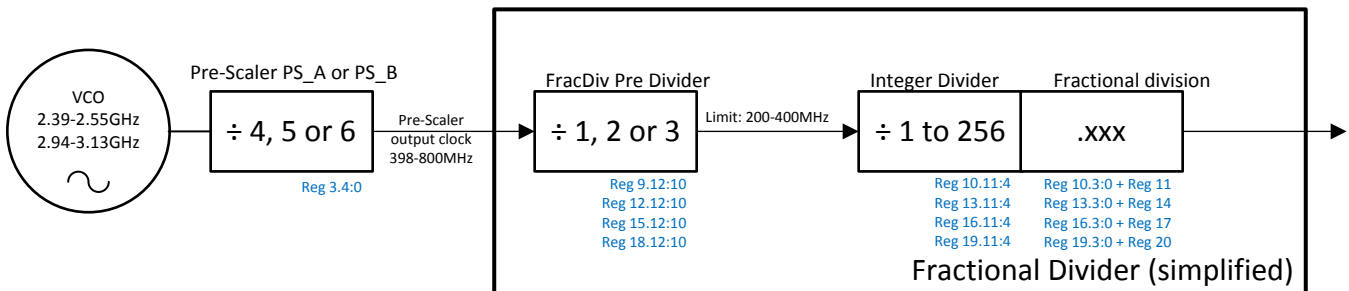 VCO
2.39-2.55GHz
2.94-3.13GHz
Pre-Scaler PS_A or PS_B
÷ 4, 5 or 6
Reg 3.4:0
Pre-Scaler
output clock
398-800MHz
FracDiv Pre Divider
÷ 1, 2 or 3
Reg 9.12:10
Reg 12.12:10
Reg 15.12:10
Reg 18.12:10
Limit: 200-400MHz
Integer Divider
÷ 1 to 256
Reg 10.11:4
Reg 13.11:4
Reg 16.11:4
Reg 19.11:4
Fractional division
.xxx
Reg 10.3:0 + Reg 11
Reg 13.3:0 + Reg 14
Reg 16.3:0 + Reg 17
Reg 19.3:0 + Reg 20
Fractional Divider (simplified)